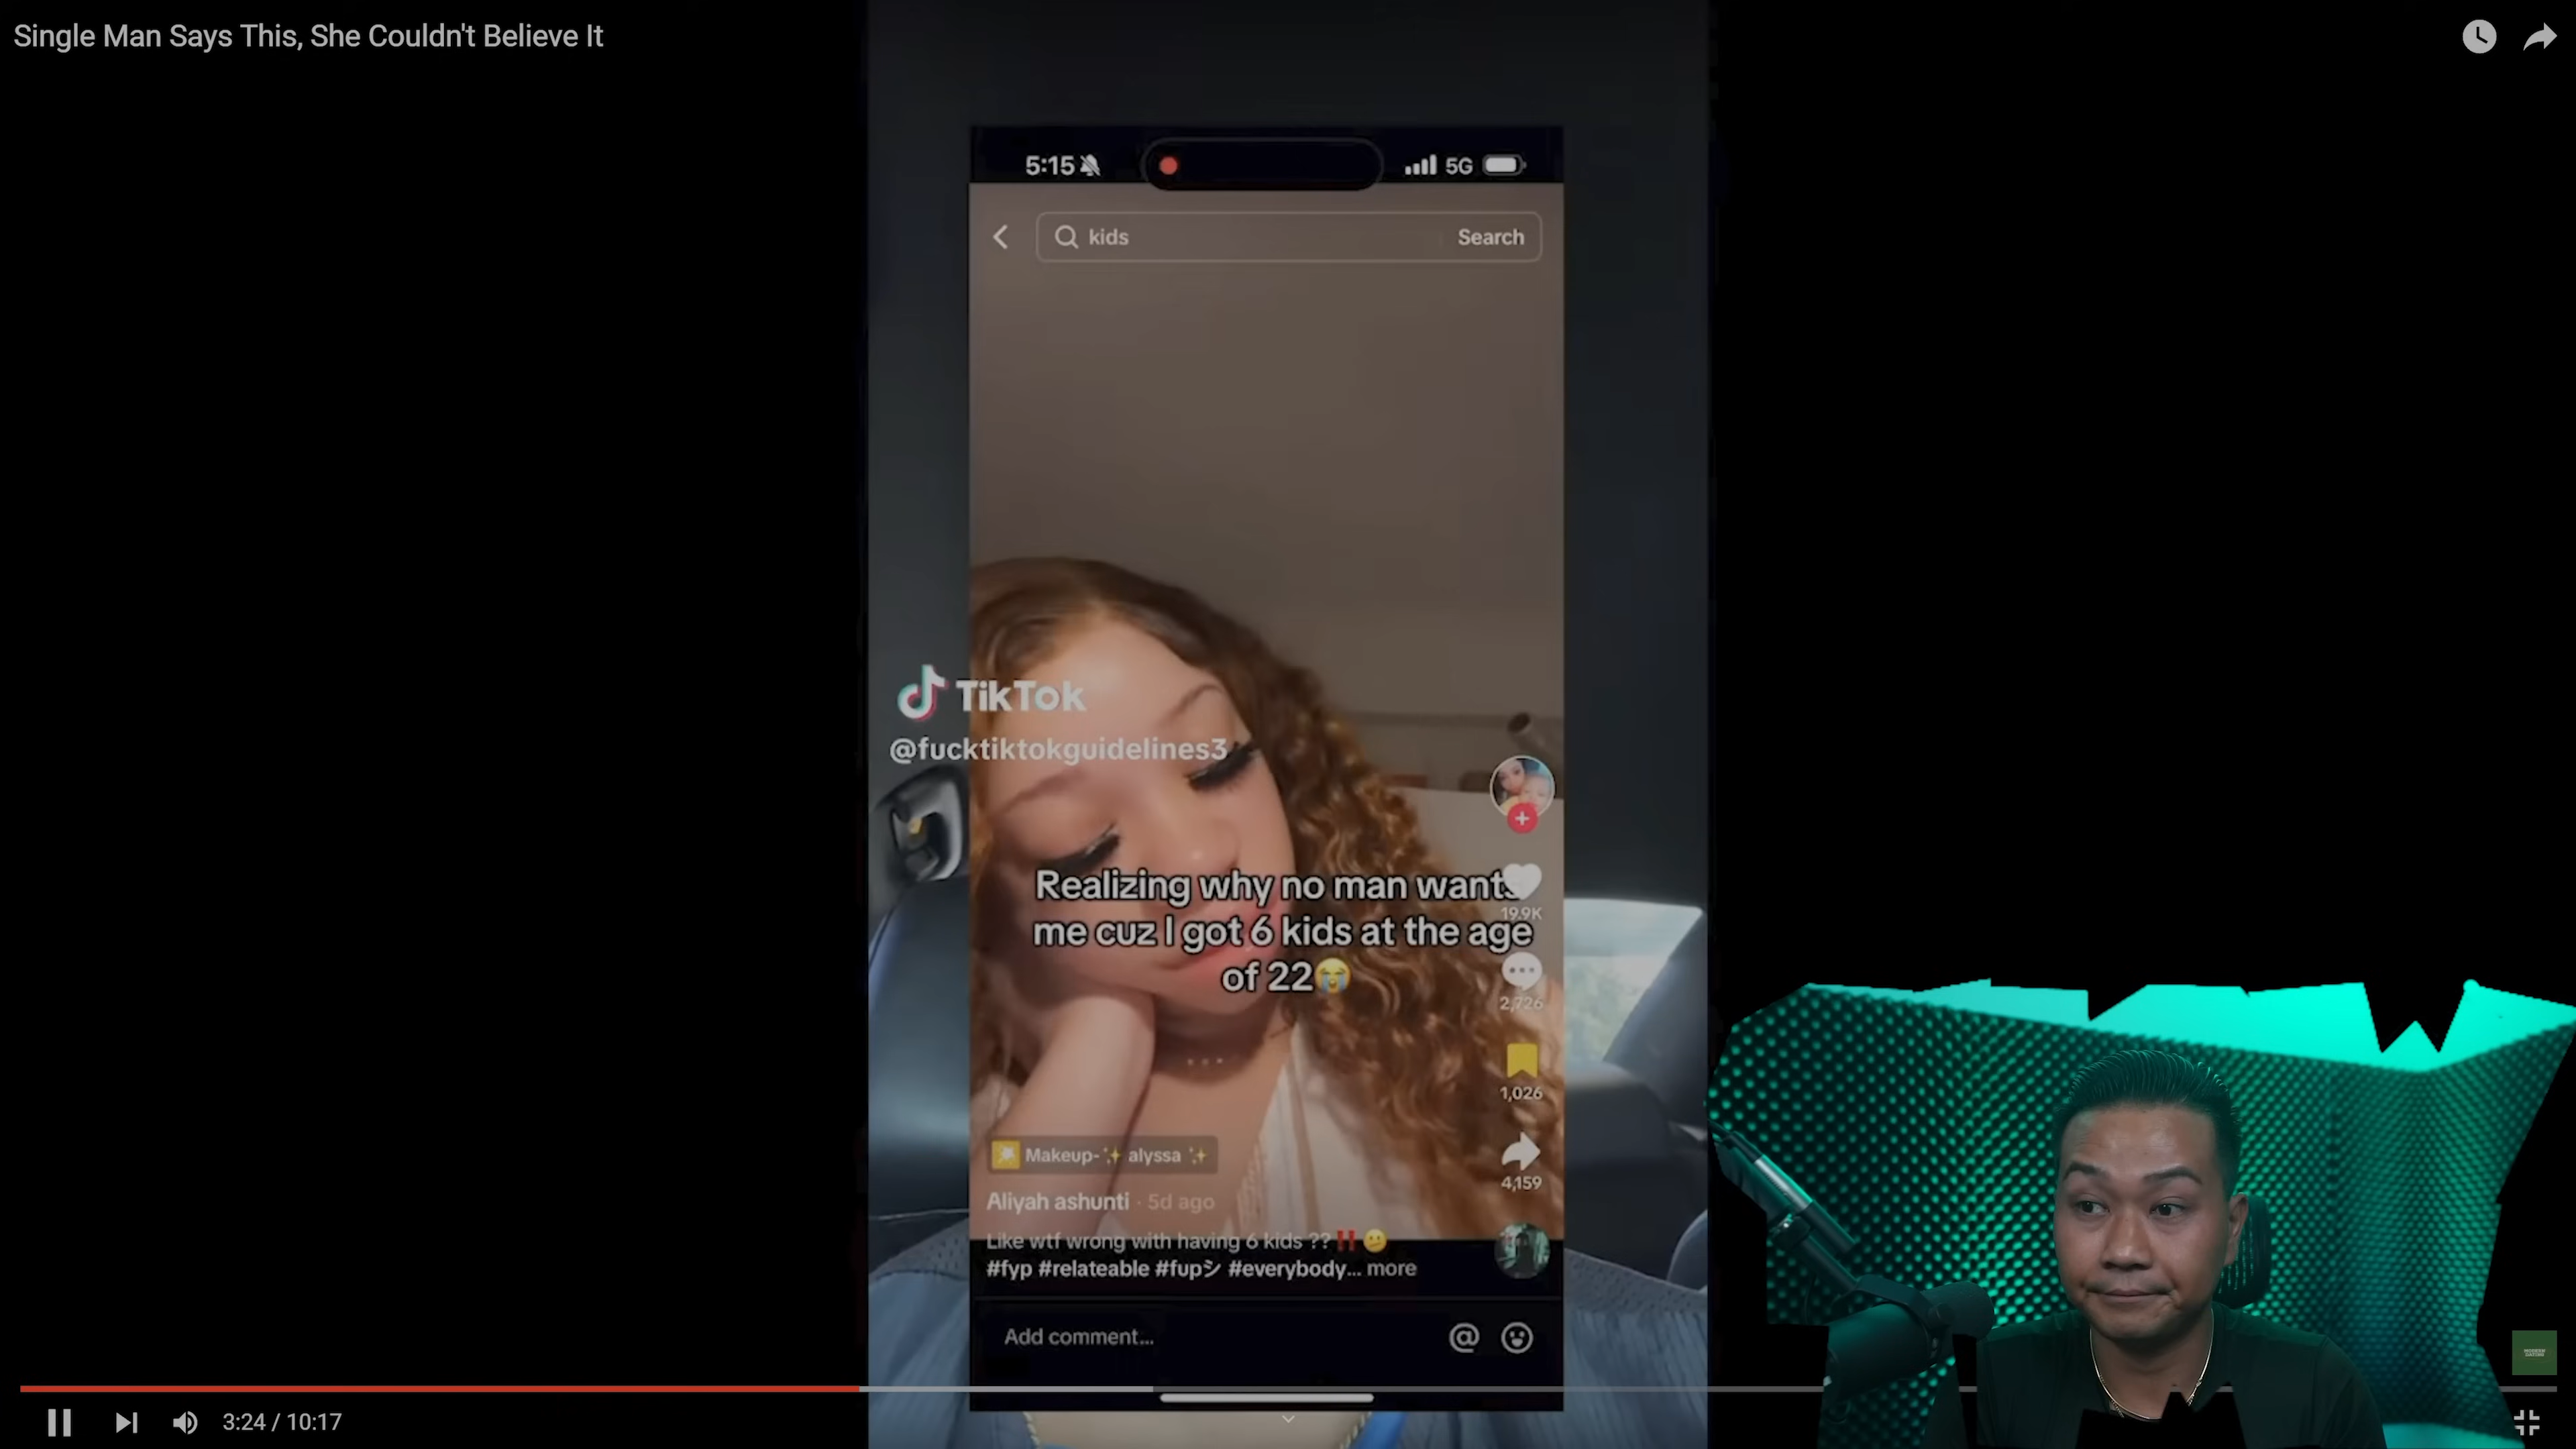 Single Man Says This, She Couldn't Believe It
5:15
5G
kids
Search
TikTok
@fucktiktokguidelines3
Realizing why no man wants
me cuz I got 6 kids at the age
of 22😭
19.9K
2,726
1,026
4,159
Makeup-✨ alyssa ✨
Aliyah ashunti · 5d ago
Like wtf wrong with having 6 kids ??‼️🫤
#fyp #relateable #fupシ #everybody... more
Add comment...
@
MODERN
DATING
3:24 / 10:17